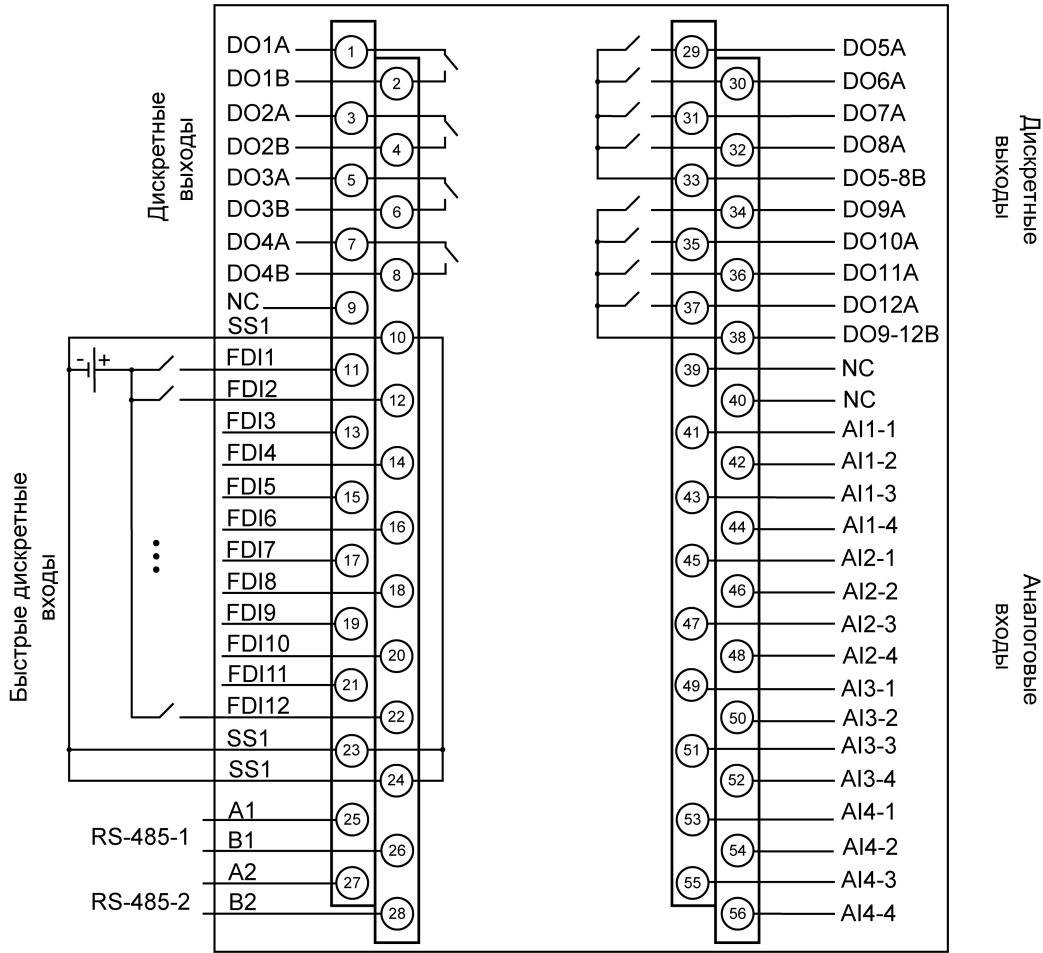 Дискретные
выходы
DO1A 1
DO1B 2
DO2A 3
DO2B 4
DO3A 5
DO3B 6
DO4A 7
DO4B 8
NC 9
SS1 10
Быстрые дискретные
входы
- +
FDI1 11
FDI2 12
FDI3 13
FDI4 14
FDI5 15
FDI6 16
FDI7 17
FDI8 18
FDI9 19
FDI10 20
FDI11 21
FDI12 22
SS1 23
SS1 24
RS-485-1
A1 25
B1 26
RS-485-2
A2 27
B2 28
29 DO5A
30 DO6A
31 DO7A
32 DO8A
33 DO5-8B
34 DO9A
35 DO10A
36 DO11A
37 DO12A
38 DO9-12B
Дискретные
выходы
39 NC
40 NC
41 AI1-1
42 AI1-2
43 AI1-3
44 AI1-4
45 AI2-1
46 AI2-2
47 AI2-3
48 AI2-4
49 AI3-1
50 AI3-2
51 AI3-3
52 AI3-4
53 AI4-1
54 AI4-2
55 AI4-3
56 AI4-4
Аналоговые
входы